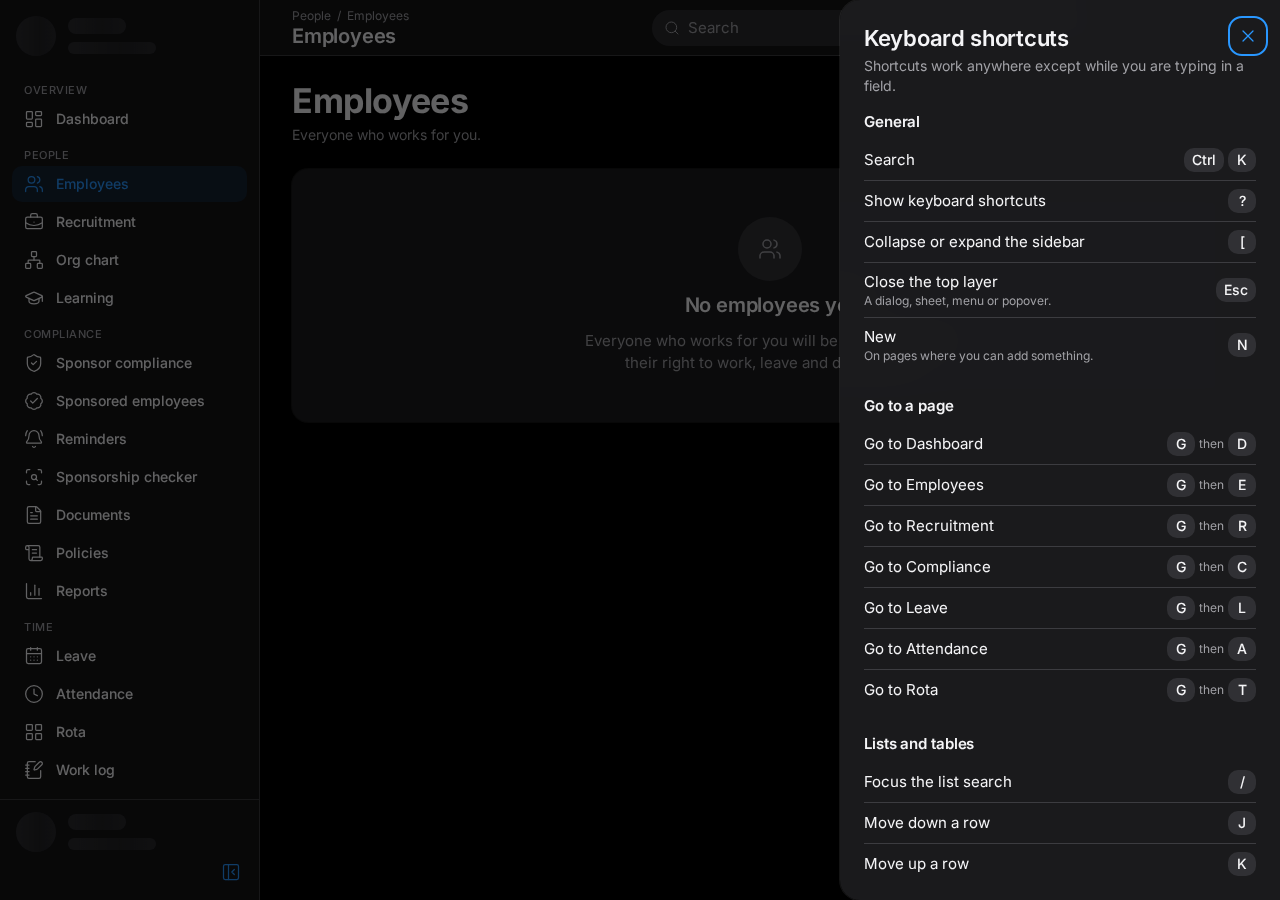 OVERVIEW
Dashboard
PEOPLE
Employees
Recruitment
Org chart
Learning
COMPLIANCE
Sponsor compliance
Sponsored employees
Reminders
Sponsorship checker
Documents
Policies
Reports
TIME
Leave
Attendance
Rota
Work log
People / Employees
Employees
Search
Employees
Everyone who works for you.
No employees
Everyone who works for you will be
their right to work, leave and
Keyboard shortcuts
Shortcuts work anywhere except while you are typing in a
field.
General
Search Ctrl K
Show keyboard shortcuts ?
Collapse or expand the sidebar [
Close the top layer Esc
A dialog, sheet, menu or popover.
New N
On pages where you can add something.
Go to a page
Go to Dashboard G then D
Go to Employees G then E
Go to Recruitment G then R
Go to Compliance G then C
Go to Leave G then L
Go to Attendance G then A
Go to Rota G then T
Lists and tables
Focus the list search /
Move down a row J
Move up a row K